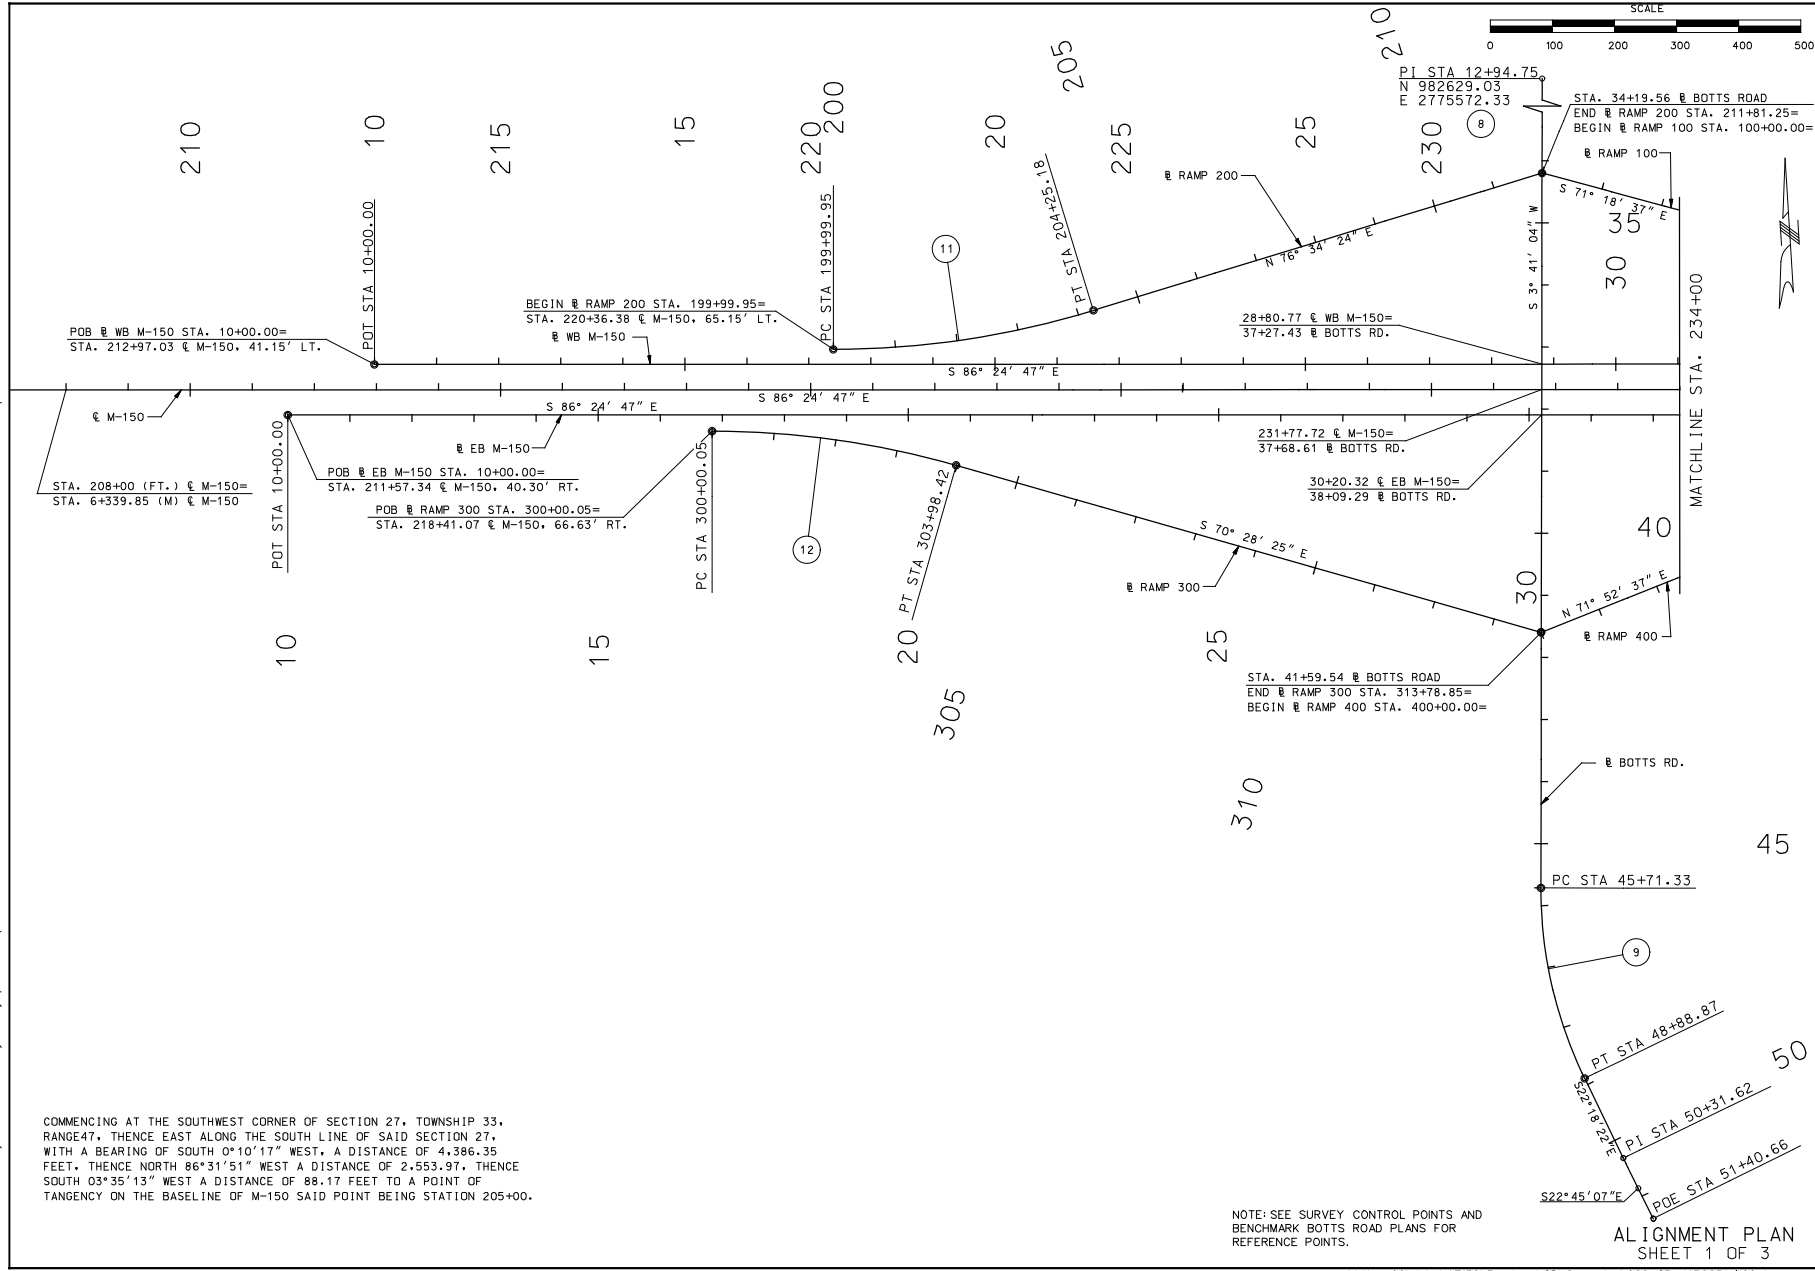 SCALE
0 100 200 300 400 500
210
205
200
PI STA 12+94.75
N 982629.03
E 2775572.33
8
STA. 34+19.56 ⅊ BOTTS ROAD
END ⅊ RAMP 200 STA. 211+81.25=
BEGIN ⅊ RAMP 100 STA. 100+00.00=
⅊ RAMP 100
S 71° 18' 37" E
35
30
S 3° 41' 04" W
210
10
215
15
220
20
225
25
230
⅊ RAMP 200
N 76° 34' 24" E
PT STA 204+25.18
PC STA 199+99.95
POT STA 10+00.00
11
BEGIN ⅊ RAMP 200 STA. 199+99.95=
STA. 220+36.38 ℄ M-150, 65.15' LT.
⅊ WB M-150
POB ⅊ WB M-150 STA. 10+00.00=
STA. 212+97.03 ℄ M-150, 41.15' LT.
28+80.77 ℄ WB M-150=
37+27.43 ⅊ BOTTS RD.
MATCHLINE STA. 234+00
S 86° 24' 47" E
S 86° 24' 47" E
S 86° 24' 47" E
℄ M-150
⅊ EB M-150
231+77.72 ℄ M-150=
37+68.61 ⅊ BOTTS RD.
POT STA 10+00.00
POB ⅊ EB M-150 STA. 10+00.00=
STA. 211+57.34 ℄ M-150, 40.30' RT.
STA. 208+00 (FT.) ℄ M-150=
STA. 6+339.85 (M) ℄ M-150
30+20.32 ℄ EB M-150=
38+09.29 ⅊ BOTTS RD.
POB ⅊ RAMP 300 STA. 300+00.05=
STA. 218+41.07 ℄ M-150, 66.63' RT.
PC STA 300+00.05
12
PT STA 303+98.42
S 70° 28' 25" E
40
⅊ RAMP 300
30
N 71° 52' 37" E
⅊ RAMP 400
10
15
20
25
STA. 41+59.54 ⅊ BOTTS ROAD
END ⅊ RAMP 300 STA. 313+78.85=
BEGIN ⅊ RAMP 400 STA. 400+00.00=
305
310
⅊ BOTTS RD.
45
PC STA 45+71.33
9
PT STA 48+88.87
50
S22°18'22"E
PI STA 50+31.62
S22°45'07"E
POE STA 51+40.66
COMMENCING AT THE SOUTHWEST CORNER OF SECTION 27, TOWNSHIP 33,
RANGE47, THENCE EAST ALONG THE SOUTH LINE OF SAID SECTION 27,
WITH A BEARING OF SOUTH 0°10'17" WEST, A DISTANCE OF 4,386.35
FEET, THENCE NORTH 86°31'51" WEST A DISTANCE OF 2,553.97, THENCE
SOUTH 03°35'13" WEST A DISTANCE OF 88.17 FEET TO A POINT OF
TANGENCY ON THE BASELINE OF M-150 SAID POINT BEING STATION 205+00.
NOTE: SEE SURVEY CONTROL POINTS AND
BENCHMARK BOTTS ROAD PLANS FOR
REFERENCE POINTS.
ALIGNMENT PLAN
SHEET 1 OF 3